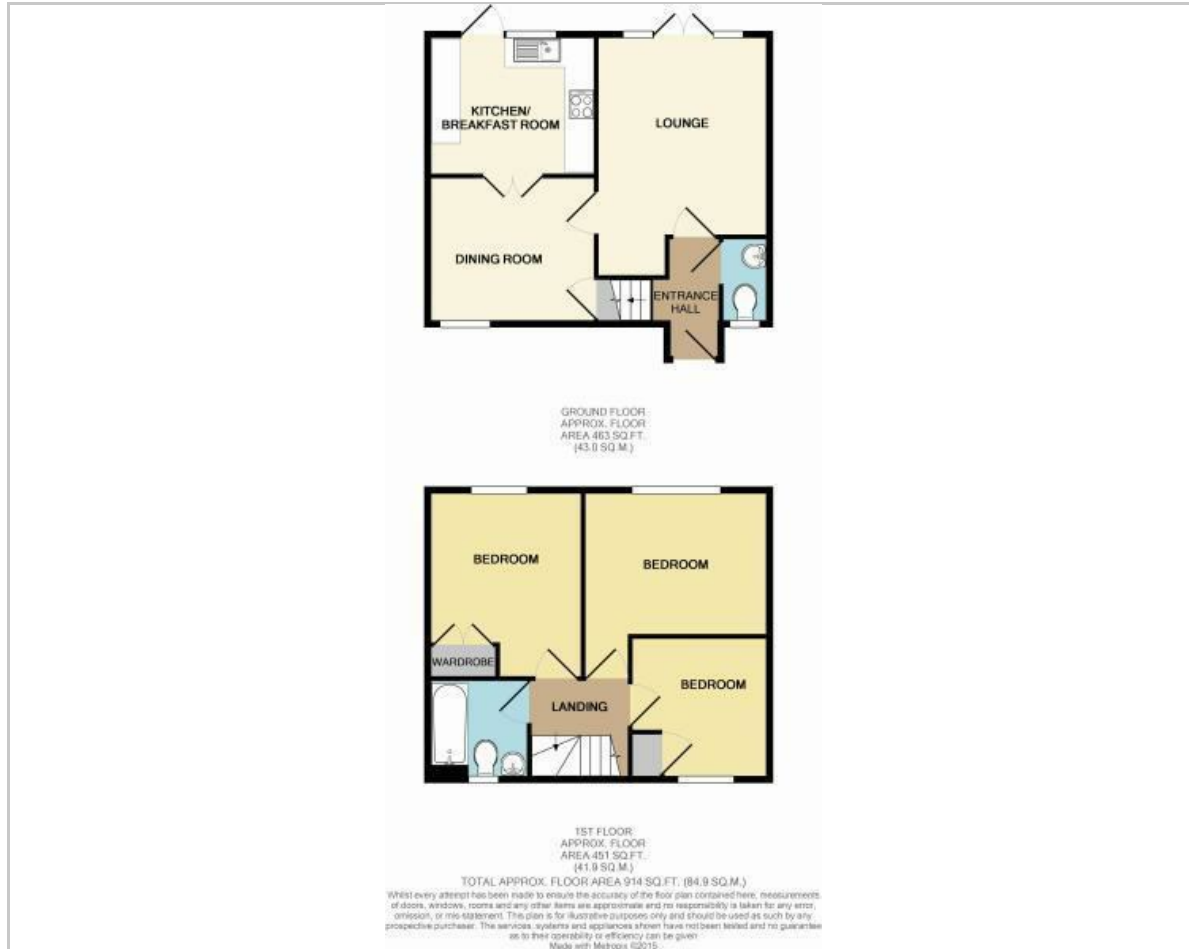 KITCHEN/
BREAKFAST ROOM
LOUNGE
DINING ROOM
ENTRANCE
HALL
GROUND FLOOR
APPROX. FLOOR
AREA 463 SQ.FT.
(43.0 SQ.M.)
BEDROOM
BEDROOM
WARDROBE
BEDROOM
LANDING
1ST FLOOR
APPROX. FLOOR
AREA 451 SQ.FT.
(41.9 SQ.M.)
TOTAL APPROX. FLOOR AREA 914 SQ.FT. (84.9 SQ.M.)
Whilst every attempt has been made to ensure the accuracy of the floor plan contained here, measurements
of doors, windows, rooms and any other items are approximate and no responsibility is taken for any error,
omission, or mis-statement. This plan is for illustrative purposes only and should be used as such by any
prospective purchaser. The services, systems and appliances shown have not been tested and no guarantee
as to their operability or efficiency can be given
Made with Metropix ©2015